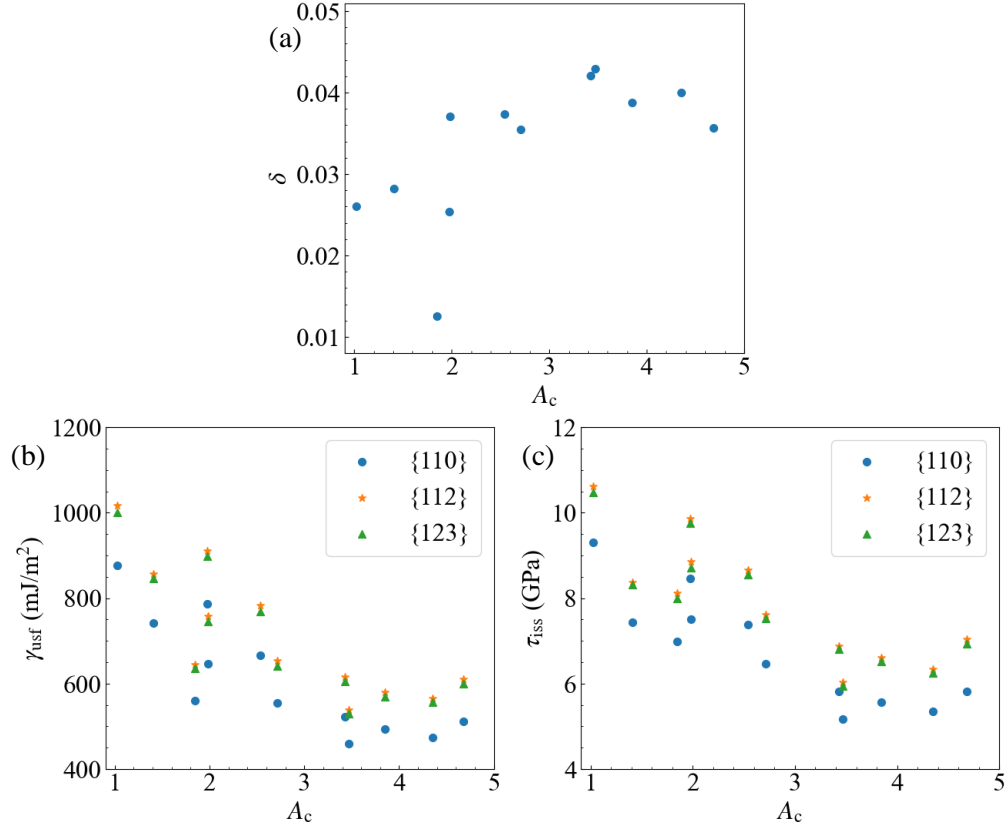 (a)
0.05
0.04
0.03
0.02
0.01
δ
1 2 3 4 5
A_c
(b)
1200
1000
800
600
400
γ_usf (mJ/m²)
{110}
{112}
{123}
1 2 3 4 5
A_c
(c)
12
10
8
6
4
τ_iss (GPa)
{110}
{112}
{123}
1 2 3 4 5
A_c